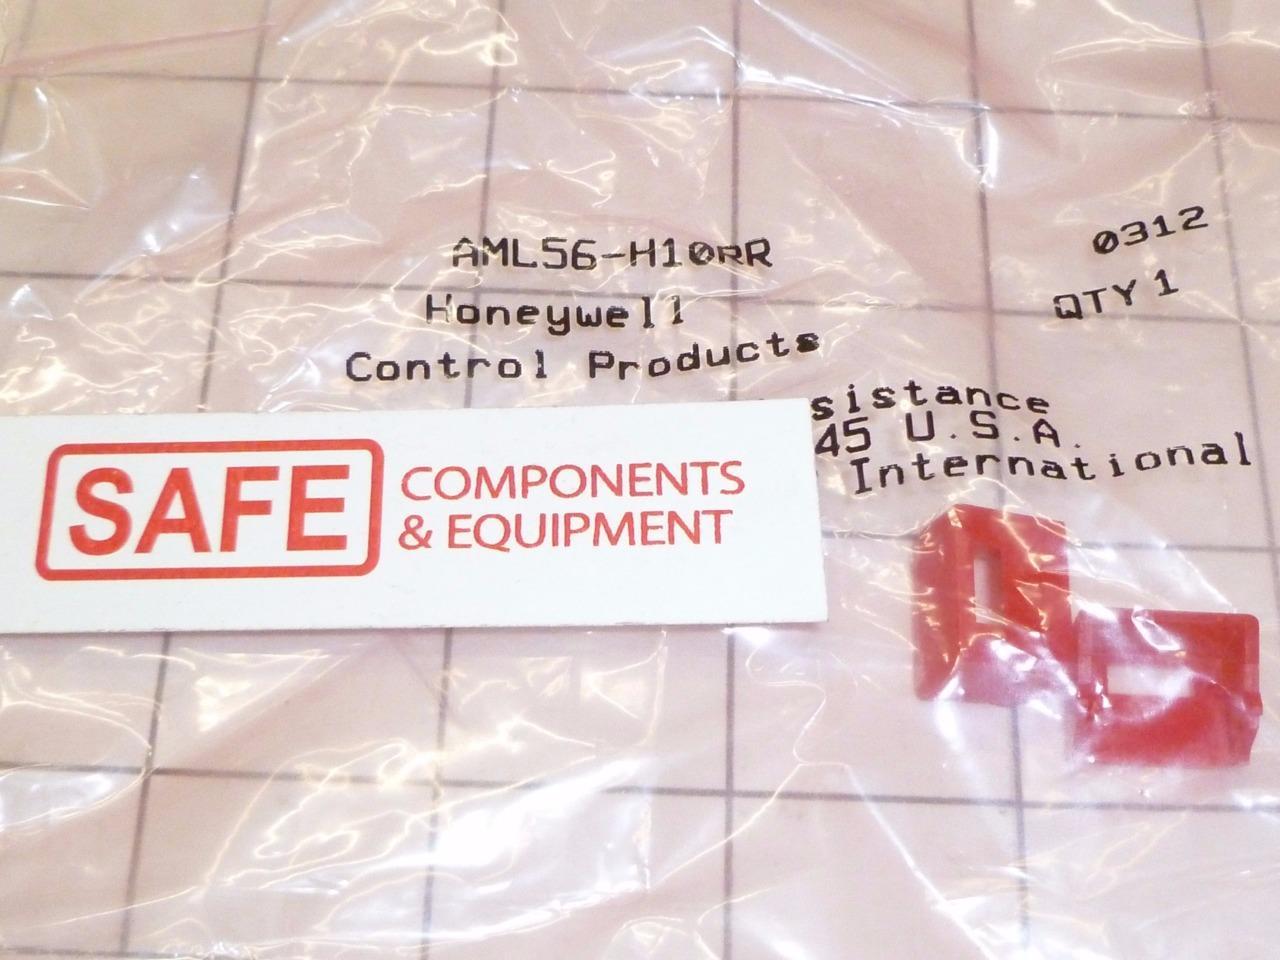 AML56-H10RR
Honeywell
Control Products
0312
QTY 1
sistance
45 U.S.A.
International
SAFE
COMPONENTS
& EQUIPMENT